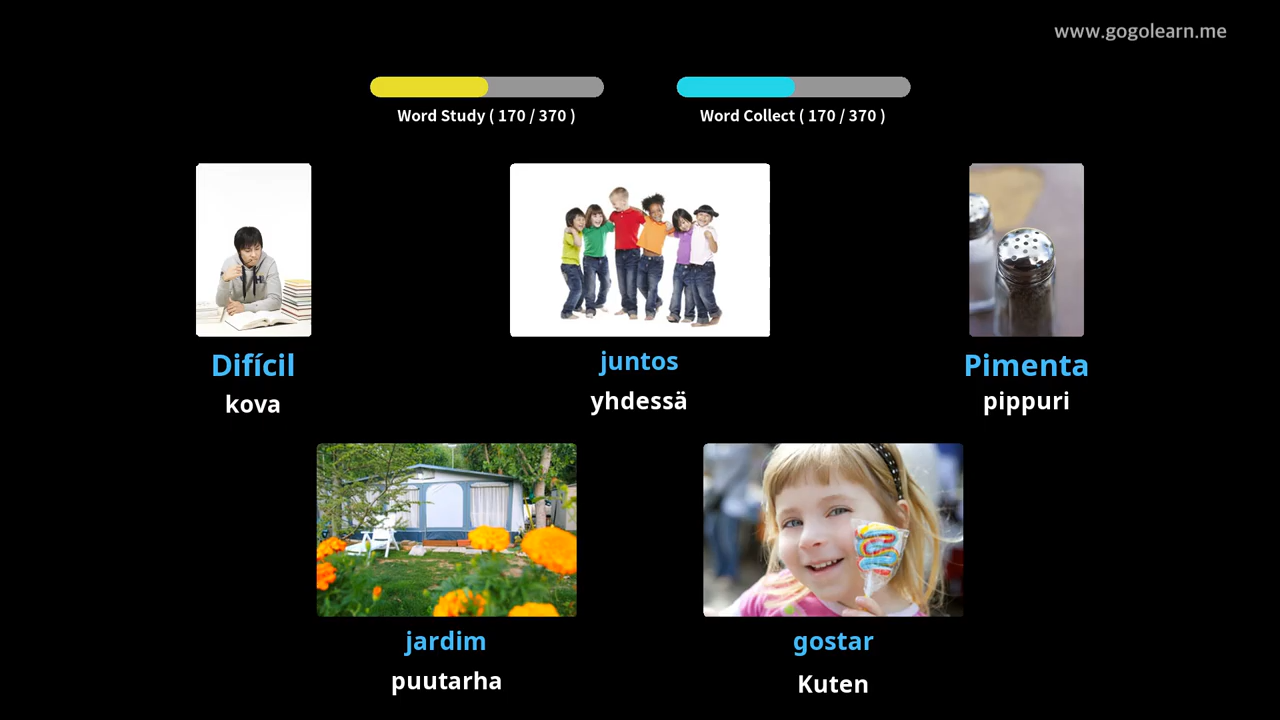 www.gogolearn.me
Word Study ( 170 / 370 )
Word Collect ( 170 / 370 )
Difícil
kova
juntos
yhdessä
Pimenta
pippuri
jardim
puutarha
gostar
Kuten